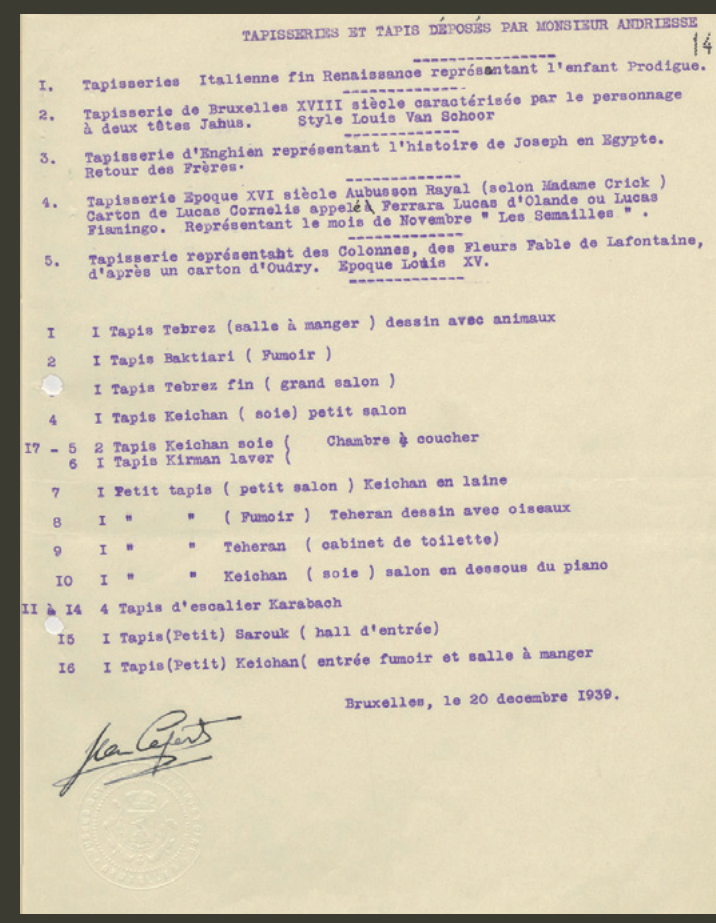 TAPISSERIES ET TAPIS DÉPOSÉS PAR MONSIEUR ANDRIESSE
14
I. Tapisseries Italienne fin Renaissance représentant l'enfant Prodigue.
2. Tapisserie de Bruxelles XVIII siècle caractérisée par le personnage
à deux têtes Jahus. Style Louis Van Schoor
3. Tapisserie d'Enghien représentant l'histoire de Joseph en Egypte.
Retour des Frères.
4. Tapisserie Epoque XVI siècle Aubusson Rayal (selon Madame Crick )
Carton de Lucas Cornelis appelé à Ferrara Lucas d'Olande ou Lucas
Fiamingo. Représentant le mois de Novembre " Les Semailles " .
5. Tapisserie représentaht des Colonnes, des Fleurs Fable de Lafontaine,
d'après un carton d'Oudry. Epoque Louis XV.
I I Tapis Tebrez (salle à manger ) dessin avec animaux
2 I Tapis Baktiari ( Fumoir )
I Tapis Tebrez fin ( grand salon )
4 I Tapis Keichan ( soie) petit salon
I7 - 5 2 Tapis Keichan soie ( Chambre à coucher
6 I Tapis Kirman laver (
7 I Petit tapis ( petit salon ) Keichan en laine
8 I " " ( Fumoir ) Teheran dessin avec oiseaux
9 I " " Teheran ( cabinet de toilette)
IO I " " Keichan ( soie ) salon en dessous du piano
II à I4 4 Tapis d'escalier Karabach
I5 I Tapis(Petit) Sarouk ( hall d'entrée)
I6 I Tapis(Petit) Keichan( entrée fumoir et salle à manger
Bruxelles, le 20 decembre I939.